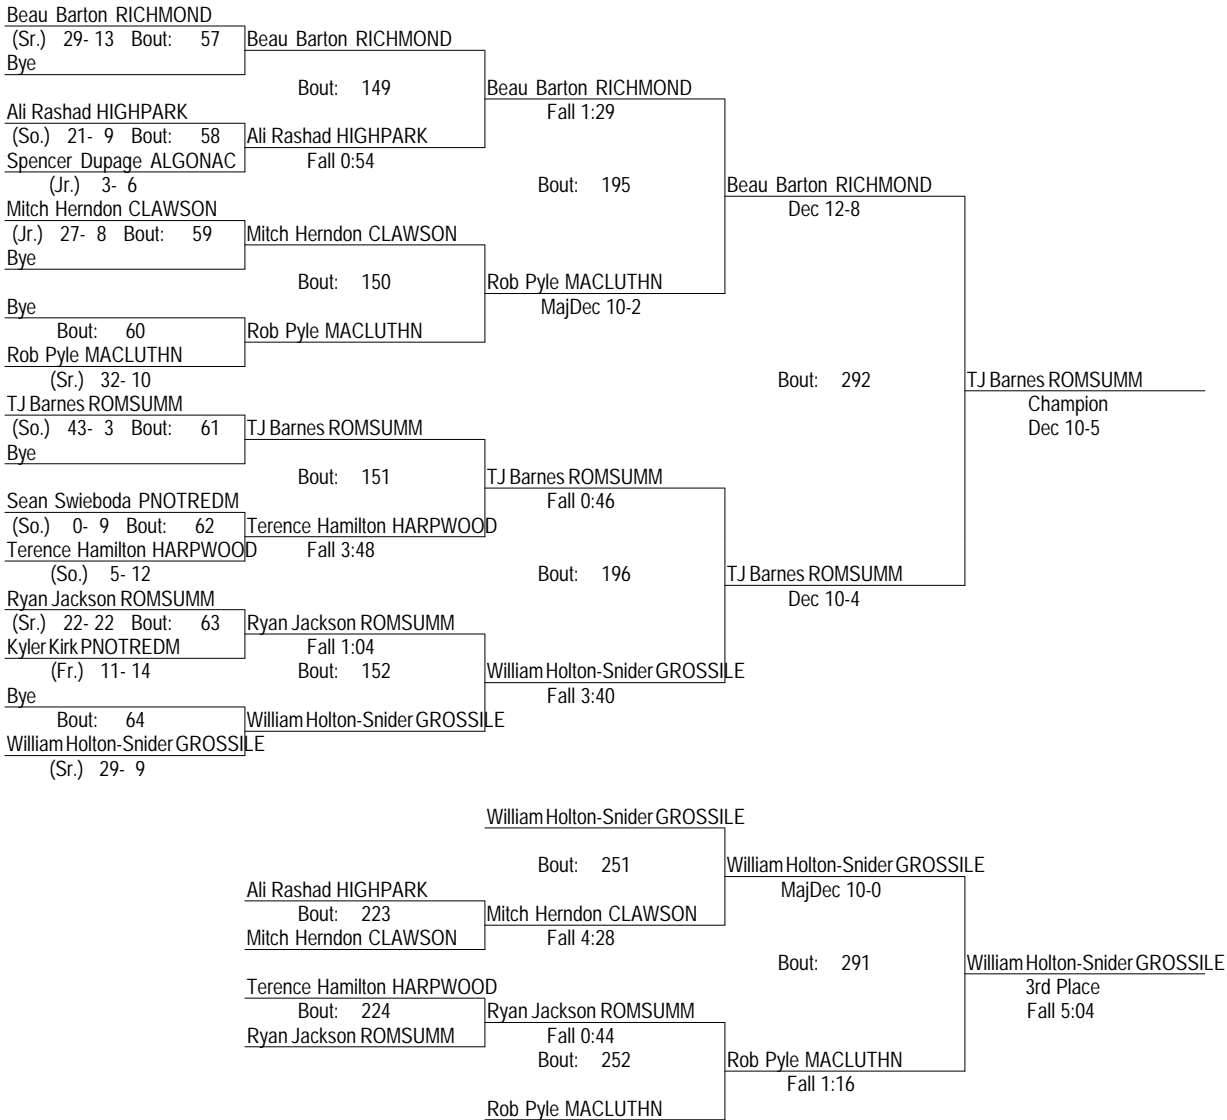 Beau Barton RICHMOND
(Sr.) 29- 13 Bout: 57
Bye
Beau Barton RICHMOND
Bout: 149
Ali Rashad HIGHPARK
(So.) 21- 9 Bout: 58
Spencer Dupage ALGONAC
(Jr.) 3- 6
Ali Rashad HIGHPARK
Fall 0:54
Beau Barton RICHMOND
Fall 1:29
Bout: 195
Mitch Herndon CLAWSON
(Jr.) 27- 8 Bout: 59
Bye
Mitch Herndon CLAWSON
Bout: 150
Bye
Bout: 60
Rob Pyle MACLUTHN
(Sr.) 32- 10
Rob Pyle MACLUTHN
Rob Pyle MACLUTHN
MajDec 10-2
Beau Barton RICHMOND
Dec 12-8
Bout: 292
TJ Barnes ROMSUMM
Champion
Dec 10-5
TJ Barnes ROMSUMM
(So.) 43- 3 Bout: 61
Bye
TJ Barnes ROMSUMM
Bout: 151
Sean Swieboda PNOTREDM
(So.) 0- 9 Bout: 62
Terence Hamilton HARPWOOD
(So.) 5- 12
Terence Hamilton HARPWOOD
Fall 3:48
TJ Barnes ROMSUMM
Fall 0:46
Bout: 196
Ryan Jackson ROMSUMM
(Sr.) 22- 22 Bout: 63
Kyler Kirk PNOTREDM
(Fr.) 11- 14
Ryan Jackson ROMSUMM
Fall 1:04
Bout: 152
Bye
Bout: 64
William Holton-Snider GROSSILE
(Sr.) 29- 9
William Holton-Snider GROSSILE
William Holton-Snider GROSSILE
Fall 3:40
TJ Barnes ROMSUMM
Dec 10-4
William Holton-Snider GROSSILE
Bout: 251
Ali Rashad HIGHPARK
Bout: 223
Mitch Herndon CLAWSON
Mitch Herndon CLAWSON
Fall 4:28
William Holton-Snider GROSSILE
MajDec 10-0
Bout: 291
William Holton-Snider GROSSILE
3rd Place
Fall 5:04
Terence Hamilton HARPWOOD
Bout: 224
Ryan Jackson ROMSUMM
Ryan Jackson ROMSUMM
Fall 0:44
Bout: 252
Rob Pyle MACLUTHN
Rob Pyle MACLUTHN
Fall 1:16